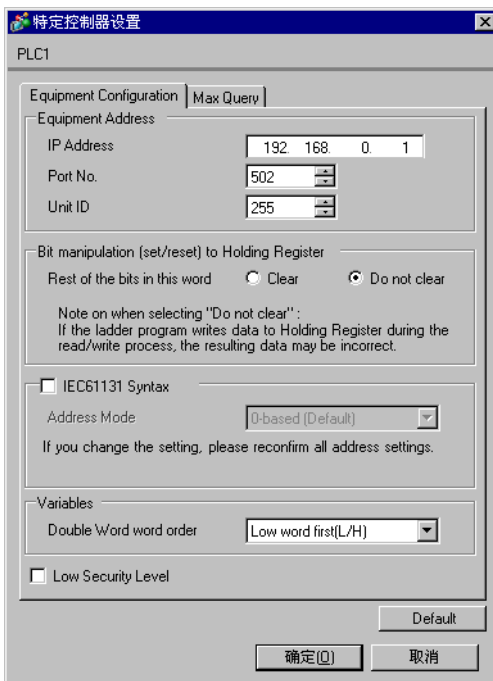 特定控制器设置
PLC1
Equipment Configuration
Max Query
Equipment Address
IP Address
192. 168. 0. 1
Port No.
502
Unit ID
255
Bit manipulation (set/reset) to Holding Register
Rest of the bits in this word
Clear
Do not clear
Note on when selecting "Do not clear" :
If the ladder program writes data to Holding Register during the
read/write process, the resulting data may be incorrect.
IEC61131 Syntax
Address Mode
0-based (Default)
If you change the setting, please reconfirm all address settings.
Variables
Double Word word order
Low word first(L/H)
Low Security Level
Default
确定(O)
取消